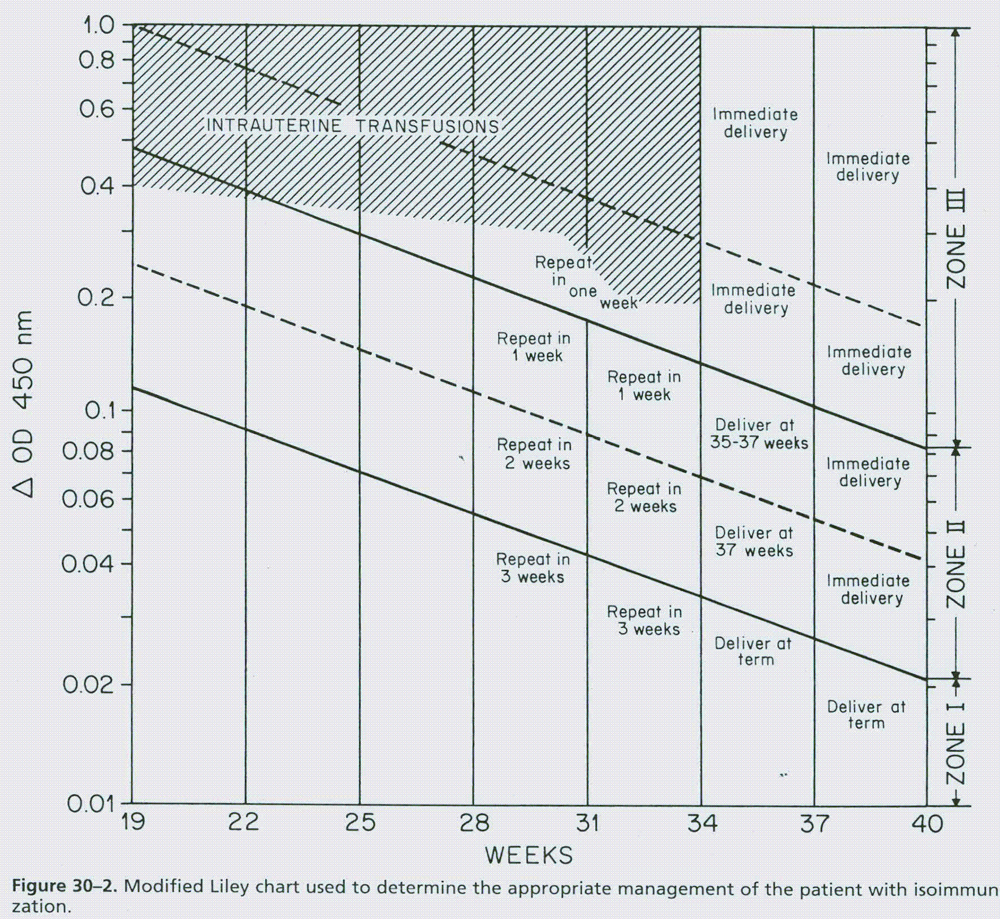 1.0
0.8
0.6
0.4
0.2
0.1
0.08
0.06
0.04
0.02
0.01
Δ OD 450 nm
INTRAUTERINE TRANSFUSIONS
Repeat
in
one
week
Repeat in
1 week
Repeat in
2 weeks
Repeat in
3 weeks
Repeat in
1 week
Repeat in
2 weeks
Repeat in
3 weeks
Immediate
delivery
Immediate
delivery
Deliver at
35-37 weeks
Deliver at
37 weeks
Deliver at
term
Immediate
delivery
Immediate
delivery
Immediate
delivery
Immediate
delivery
Deliver at
term
ZONE III
ZONE II
ZONE I
19 22 25 28 31 34 37 40
WEEKS
Figure 30–2. Modified Liley chart used to determine the appropriate management of the patient with isoimmun
zation.